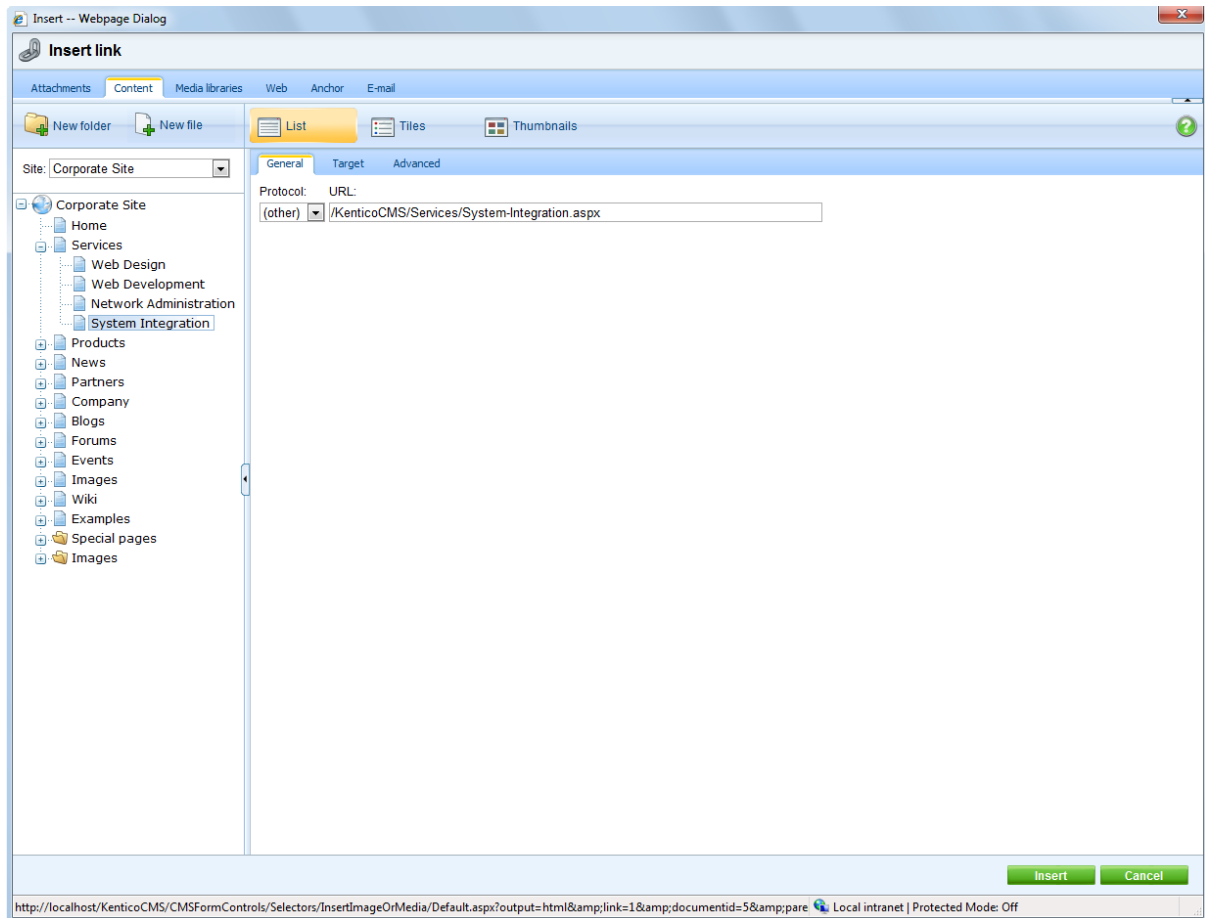 Insert -- Webpage Dialog
x
Insert link
Attachments Content Media libraries Web Anchor E-mail
New folder New file List Tiles Thumbnails ?
Site: Corporate Site General Target Advanced
Protocol: URL:
(other) /KenticoCMS/Services/System-Integration.aspx
Corporate Site
Home
Services
Web Design
Web Development
Network Administration
System Integration
Products
News
Partners
Company
Blogs
Forums
Events
Images
Wiki
Examples
Special pages
Images
Insert Cancel
http://localhost/KenticoCMS/CMSFormControls/Selectors/InsertImageOrMedia/Default.aspx?output=html&amp;link=1&amp;documentid=5&amp;pare Local intranet | Protected Mode: Off